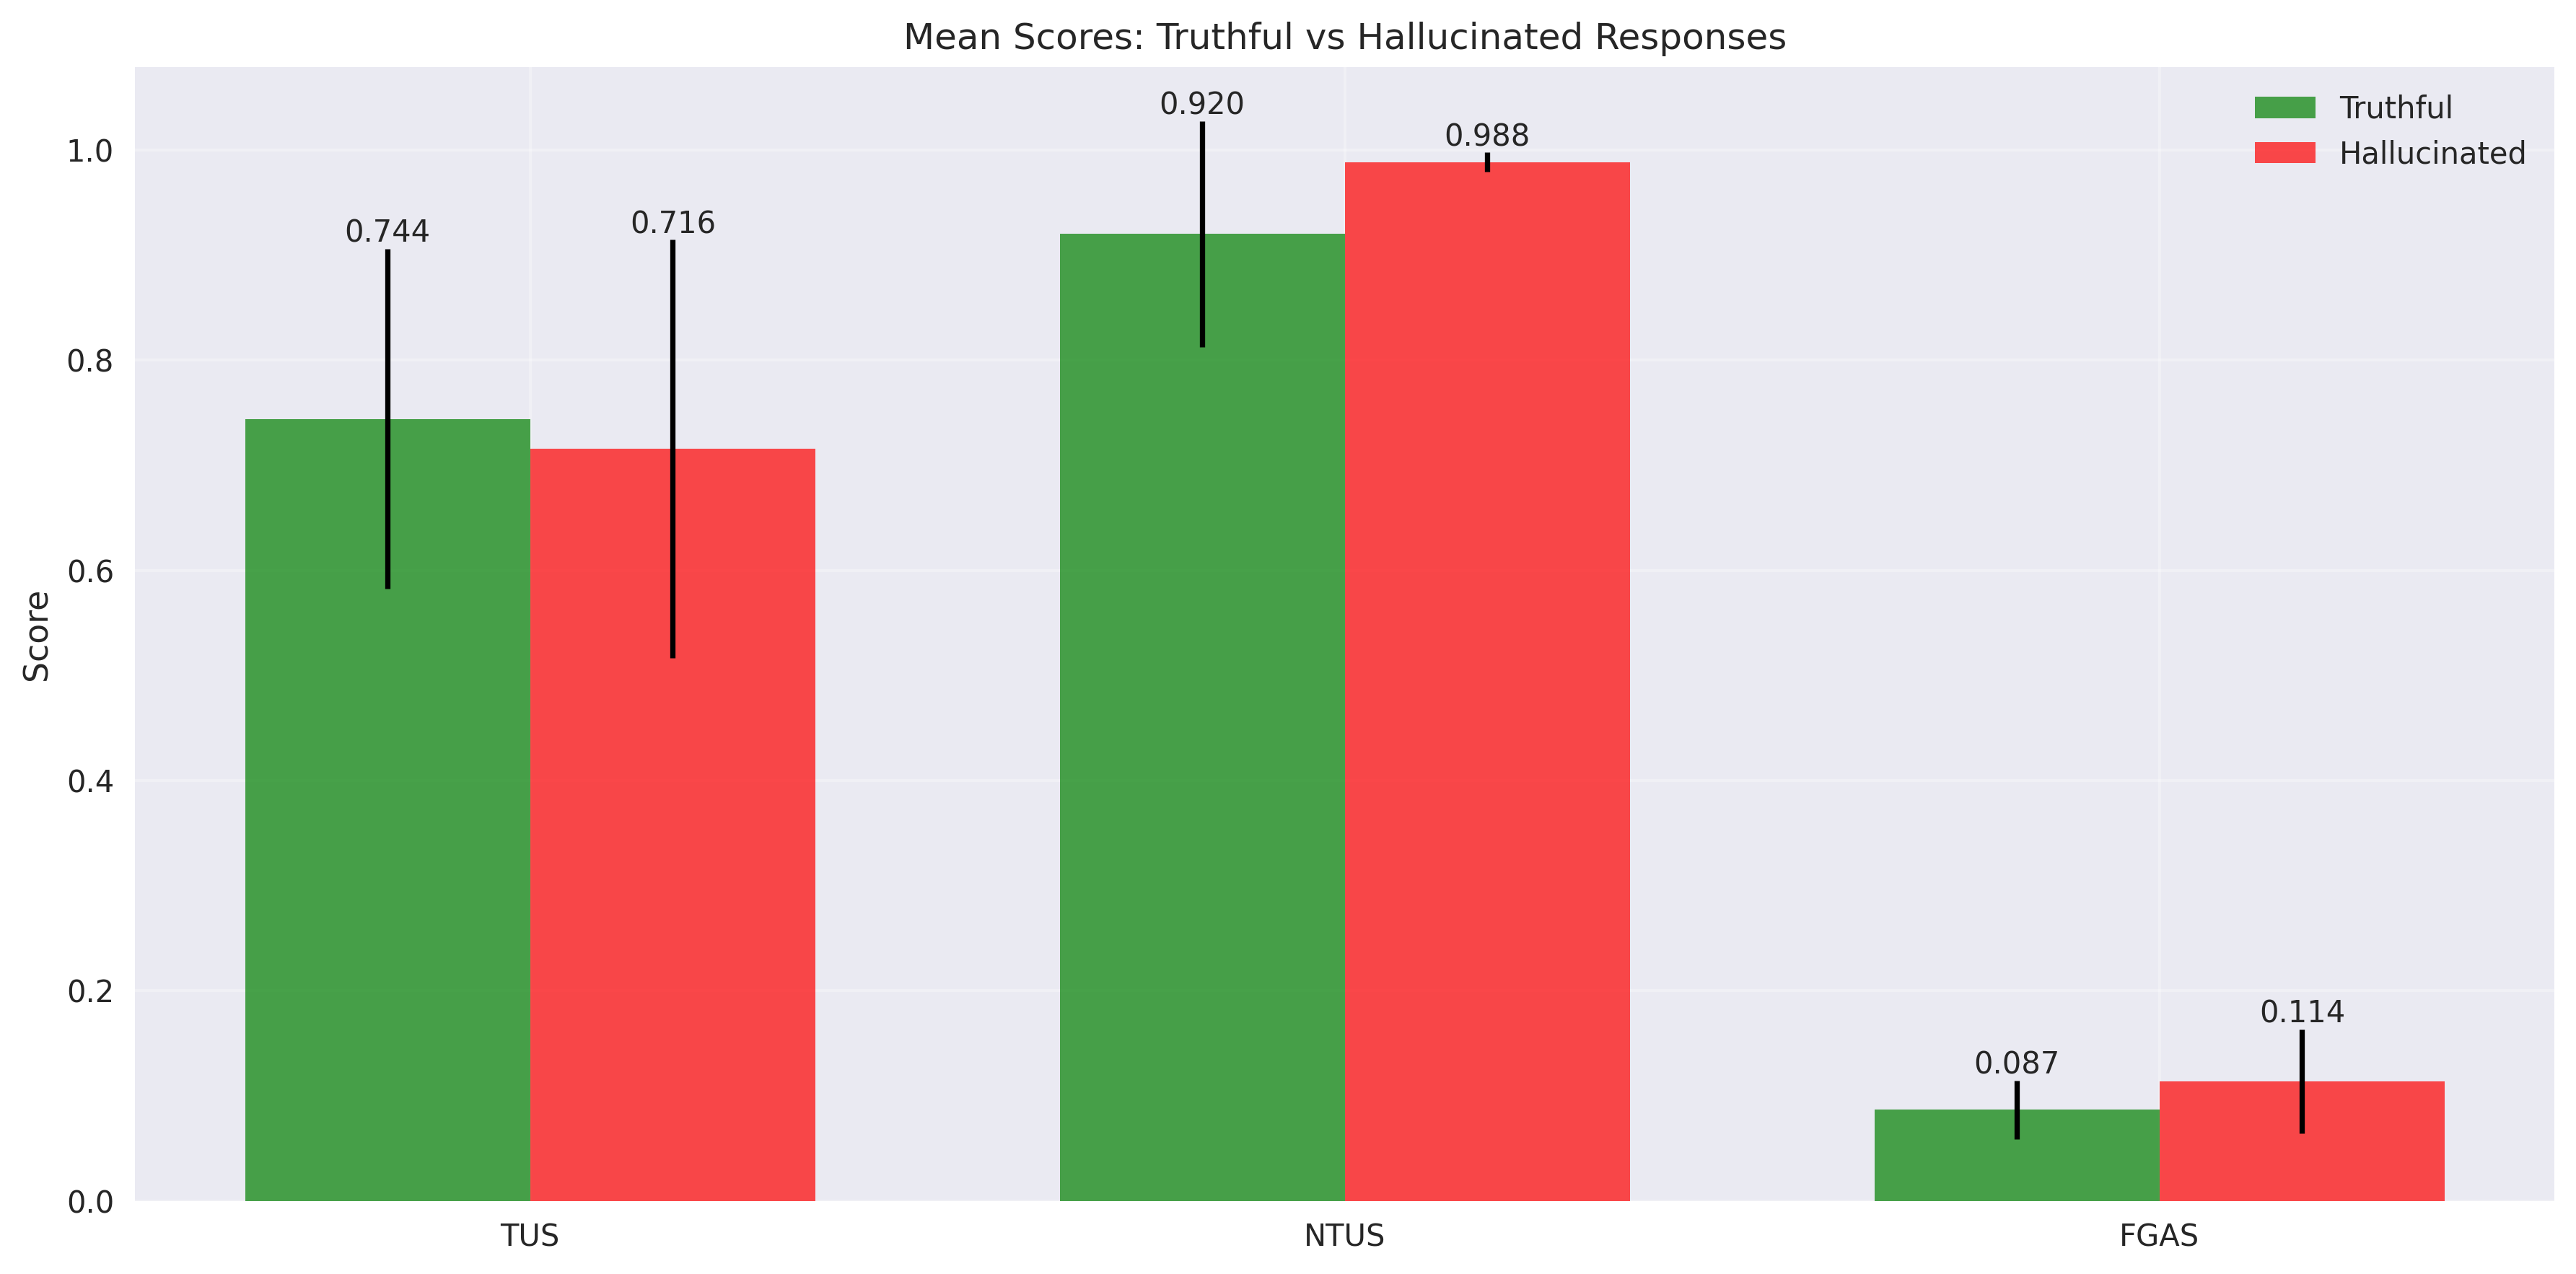 Mean Scores: Truthful vs Hallucinated Responses
Truthful
Hallucinated
Score
1.0
0.8
0.6
0.4
0.2
0.0
0.744
0.716
0.920
0.988
0.087
0.114
TUS
NTUS
FGAS